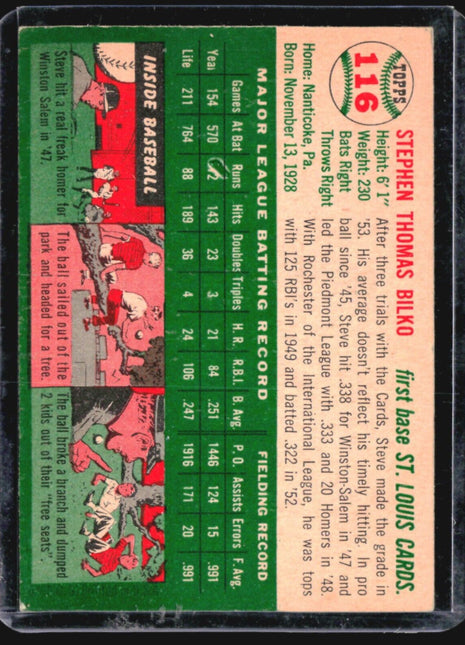 TOPPS
116
STEPHEN THOMAS BILKO first base ST. LOUIS CARDS.
Height: 6' 1"
Weight: 230
Bats Right
Throws Right
Home: Nanticoke, Pa.
Born: November 13, 1928
After three trials with the Cards, Steve made the grade in
'53. His average doesn't reflect his timely hitting. In pro
ball since '45, Steve hit .338 for Winston-Salem in '47 and
led the Piedmont League with .333 and 20 Homers in '48.
With Rochester of the International League, he was tops
with 125 RBI's in 1949 and batted .322 in '52.
MAJOR LEAGUE BATTING RECORD FIELDING RECORD
Games At Bat Runs Hits Doubles Triples H. R. R.B.I. B. Avg. P. O. Assists Errors F. Avg.
Year 154 570 143 23 3 21 84 .251 1446 124 15 .991
Life 211 764 88 189 36 4 24 106 .247 1916 171 20 .991
INSIDE BASEBALL
Steve hit a real freak homer for
Winston Salem in '47.
The ball sailed out of the
park and headed for a tree.
The ball broke a branch and dumped
2 kids out of their "free seats".